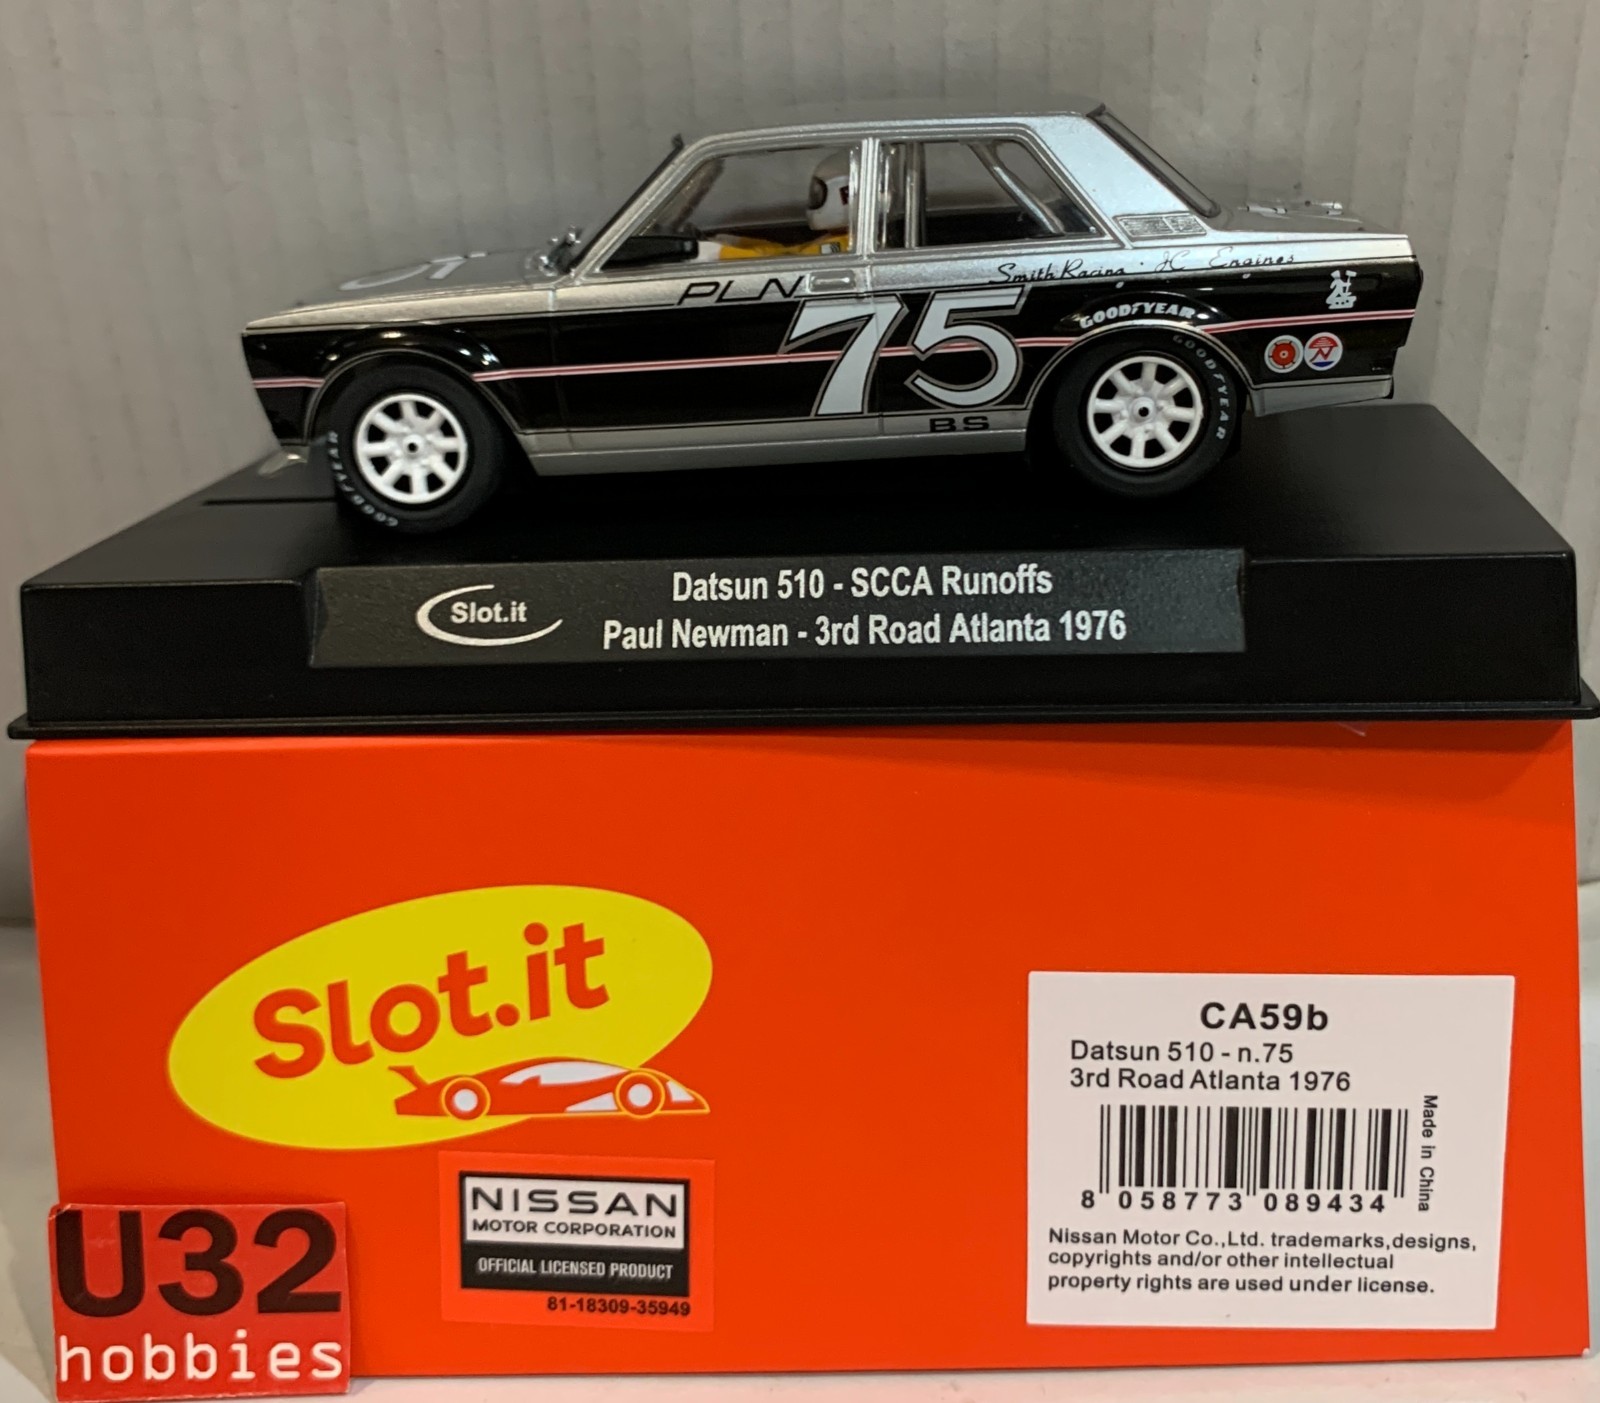 PLN
Smith Racing · JC Engines
GOODYEAR
GOODYEAR
75
BS
GOODYEAR
N
Slot.it
Datsun 510 - SCCA Runoffs
Paul Newman - 3rd Road Atlanta 1976
Slot.it
CA59b
Datsun 510 - n.75
3rd Road Atlanta 1976
Made in China
8 058773 089434
Nissan Motor Co.,Ltd. trademarks,designs,
copyrights and/or other intellectual
property rights are used under license.
NISSAN
MOTOR CORPORATION
OFFICIAL LICENSED PRODUCT
81-18309-35949
U32
hobbies